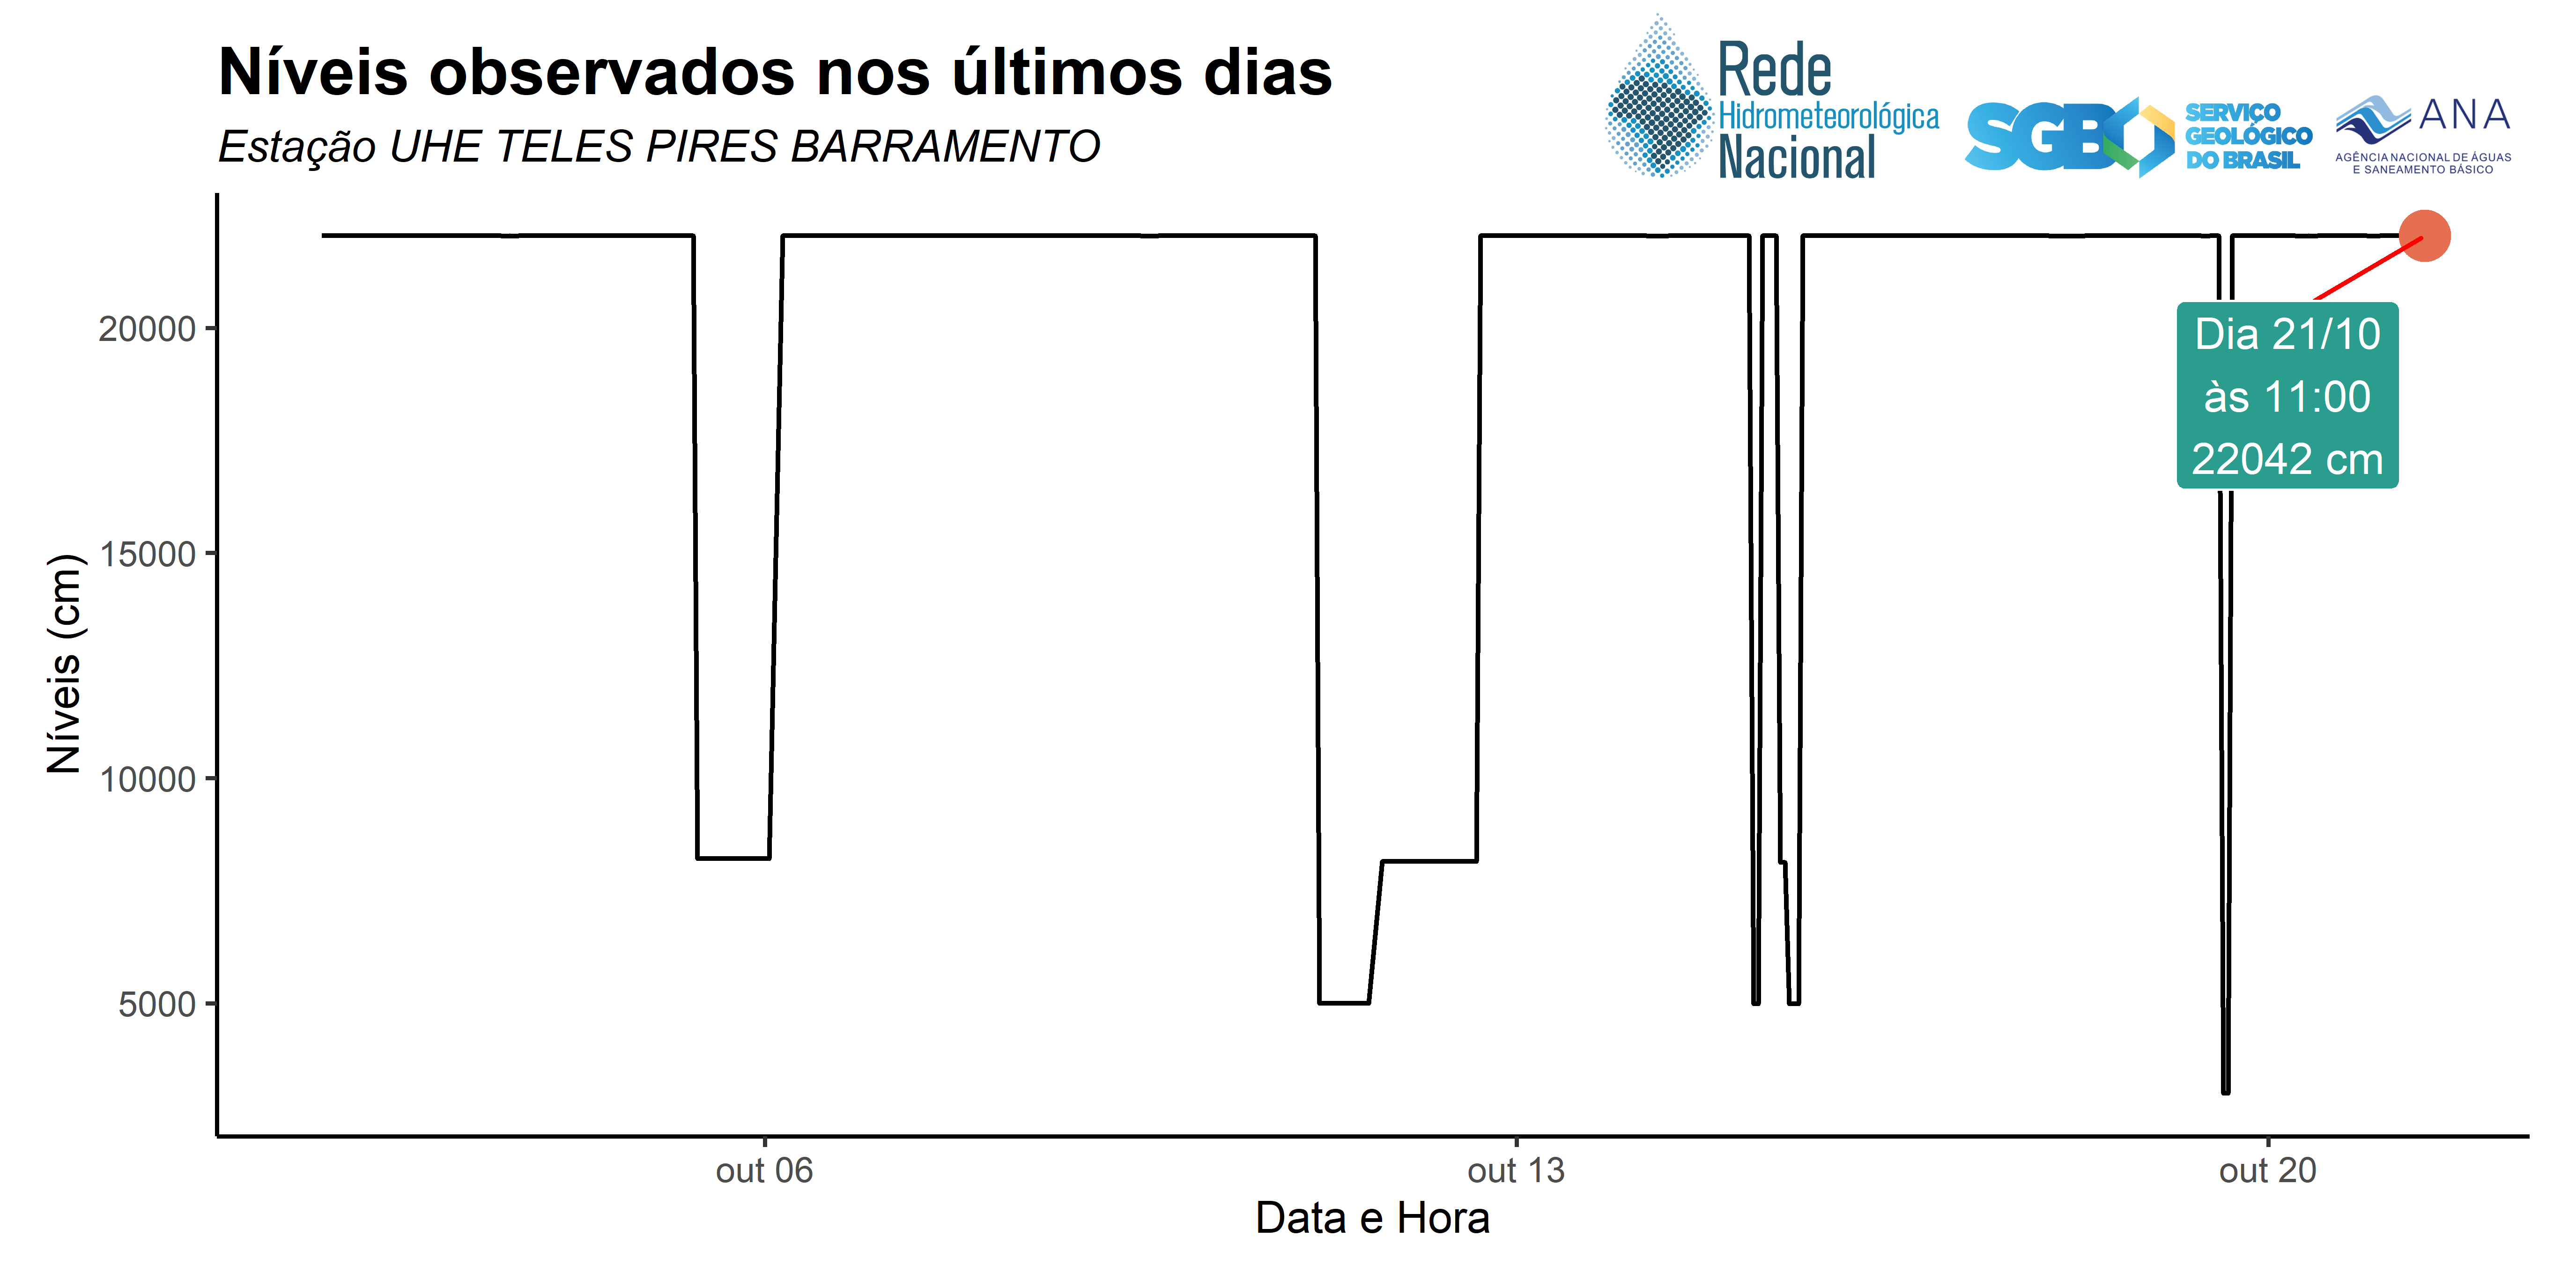 Níveis observados nos últimos dias
Estação UHE TELES PIRES BARRAMENTO
Rede
Hidrometeorológica
Nacional
SGB
SERVIÇO
GEOLÓGICO
DO BRASIL
ANA
AGÊNCIA NACIONAL DE ÁGUAS
E SANEAMENTO BÁSICO
Níveis (cm)
20000
15000
10000
5000
Dia 21/10
às 11:00
22042 cm
out 06
out 13
out 20
Data e Hora